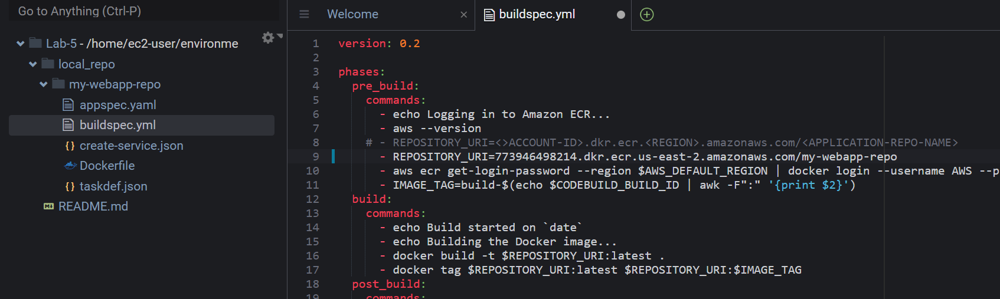 Go to Anything (Ctrl-P)
Lab-5 - /home/ec2-user/environme
local_repo
my-webapp-repo
appspec.yaml
buildspec.yml
create-service.json
Dockerfile
taskdef.json
README.md
Welcome
buildspec.yml
1 version: 0.2
2
3 phases:
4 pre_build:
5 commands:
6 - echo Logging in to Amazon ECR...
7 - aws --version
8 # - REPOSITORY_URI=<>ACCOUNT-ID>.dkr.ecr.<REGION>.amazonaws.com/<APPLICATION-REPO-NAME>
9 - REPOSITORY_URI=773946498214.dkr.ecr.us-east-2.amazonaws.com/my-webapp-repo
10 - aws ecr get-login-password --region $AWS_DEFAULT_REGION | docker login --username AWS --p
11 - IMAGE_TAG=build-$(echo $CODEBUILD_BUILD_ID | awk -F":" '{print $2}')
12 build:
13 commands:
14 - echo Build started on `date`
15 - echo Building the Docker image...
16 - docker build -t $REPOSITORY_URI:latest .
17 - docker tag $REPOSITORY_URI:latest $REPOSITORY_URI:$IMAGE_TAG
18 post_build:
19 commands: